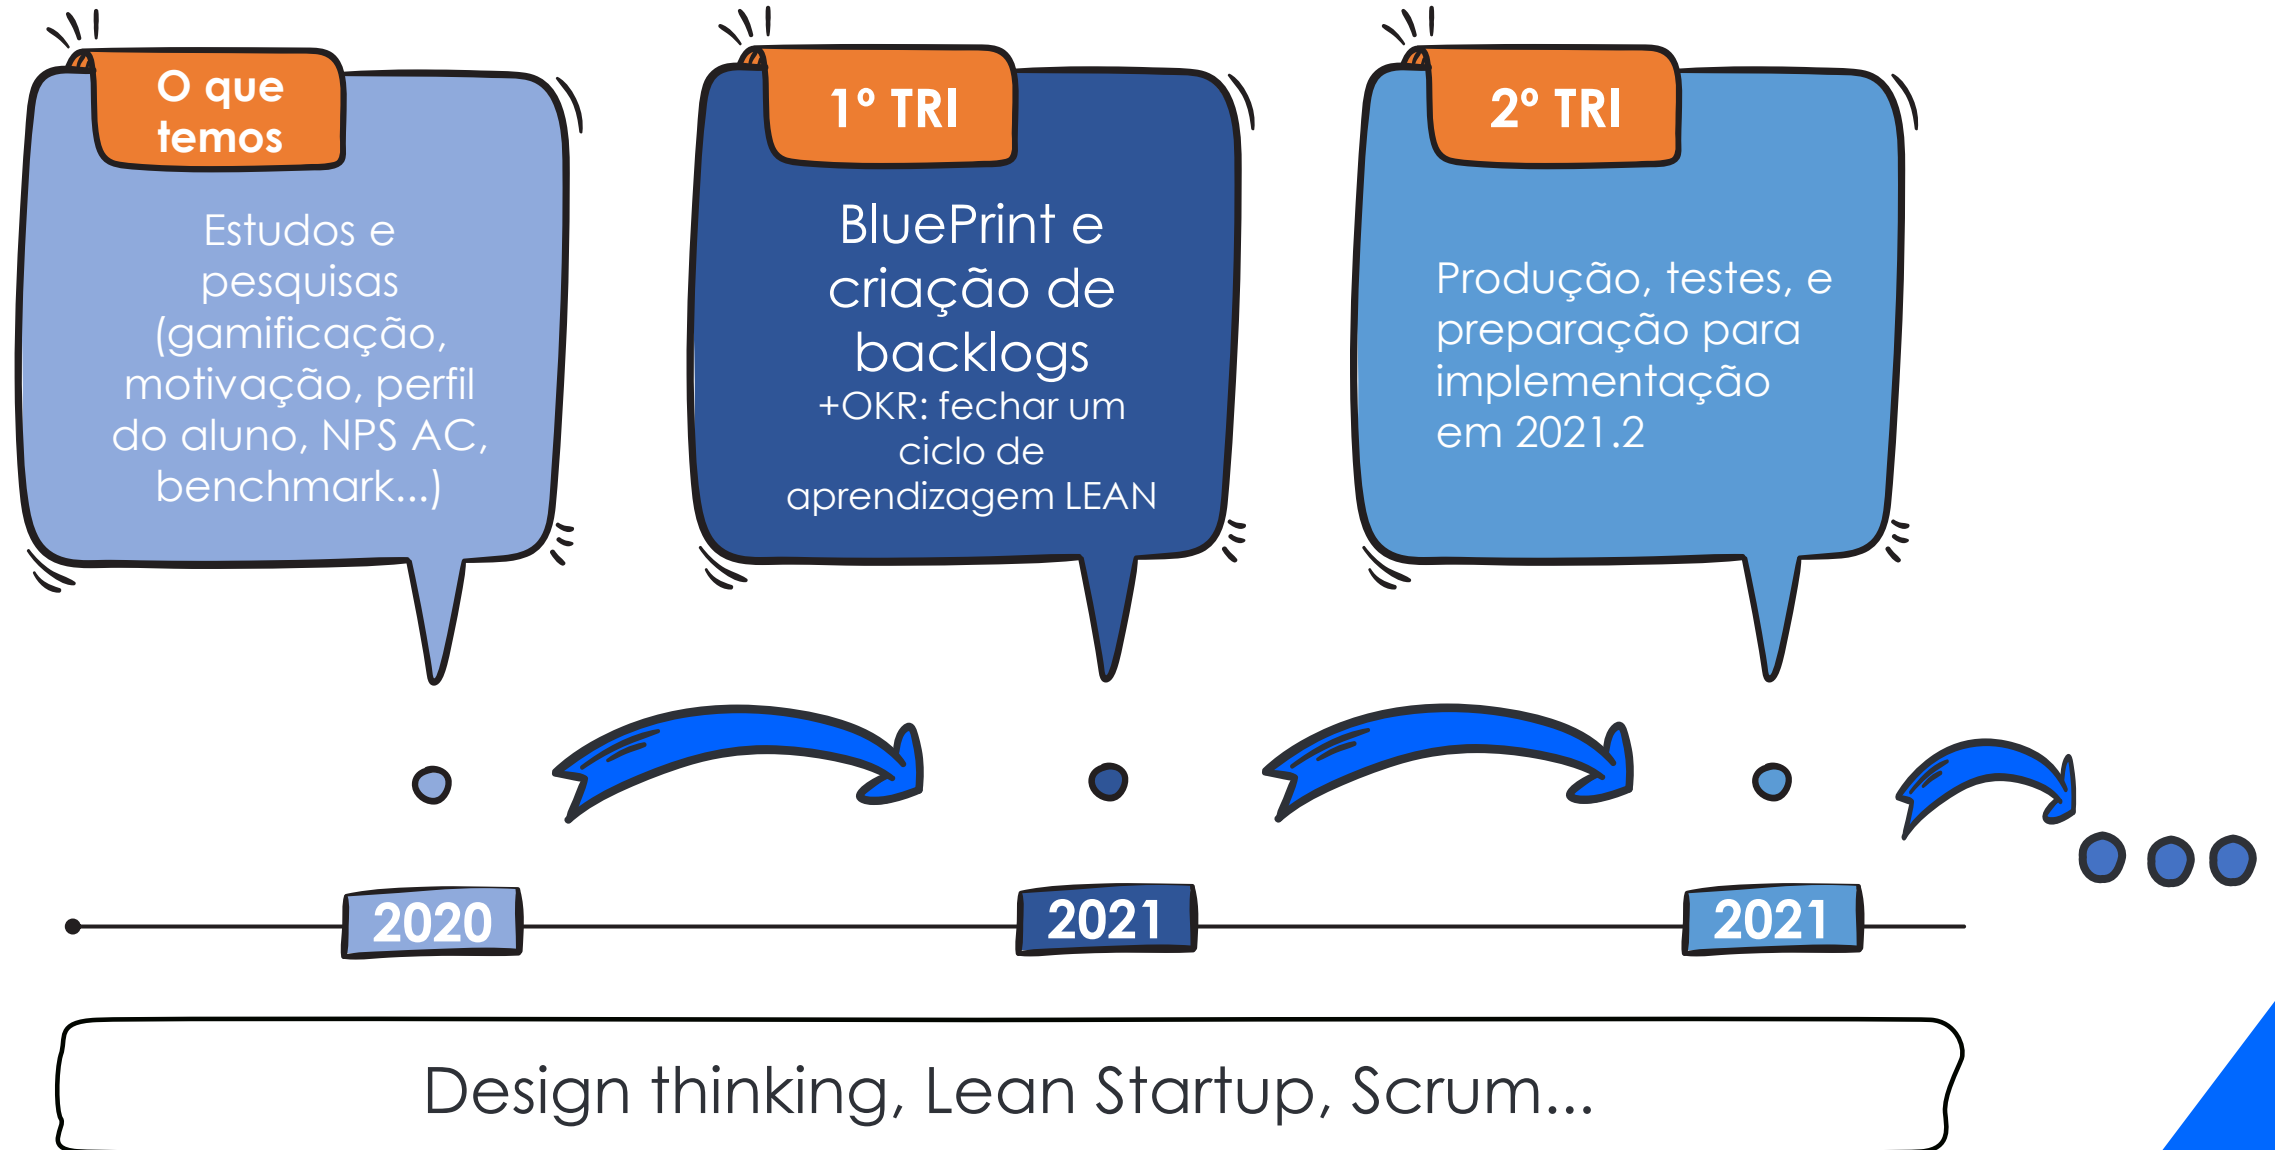 O que
temos
Estudos e
pesquisas
(gamificação,
motivação, perfil
do aluno, NPS AC,
benchmark...)
1º TRI
BluePrint e
criação de
backlogs
+OKR: fechar um
ciclo de
aprendizagem LEAN
2º TRI
Produção, testes, e
preparação para
implementação
em 2021.2
2020
2021
2021
Design thinking, Lean Startup, Scrum...